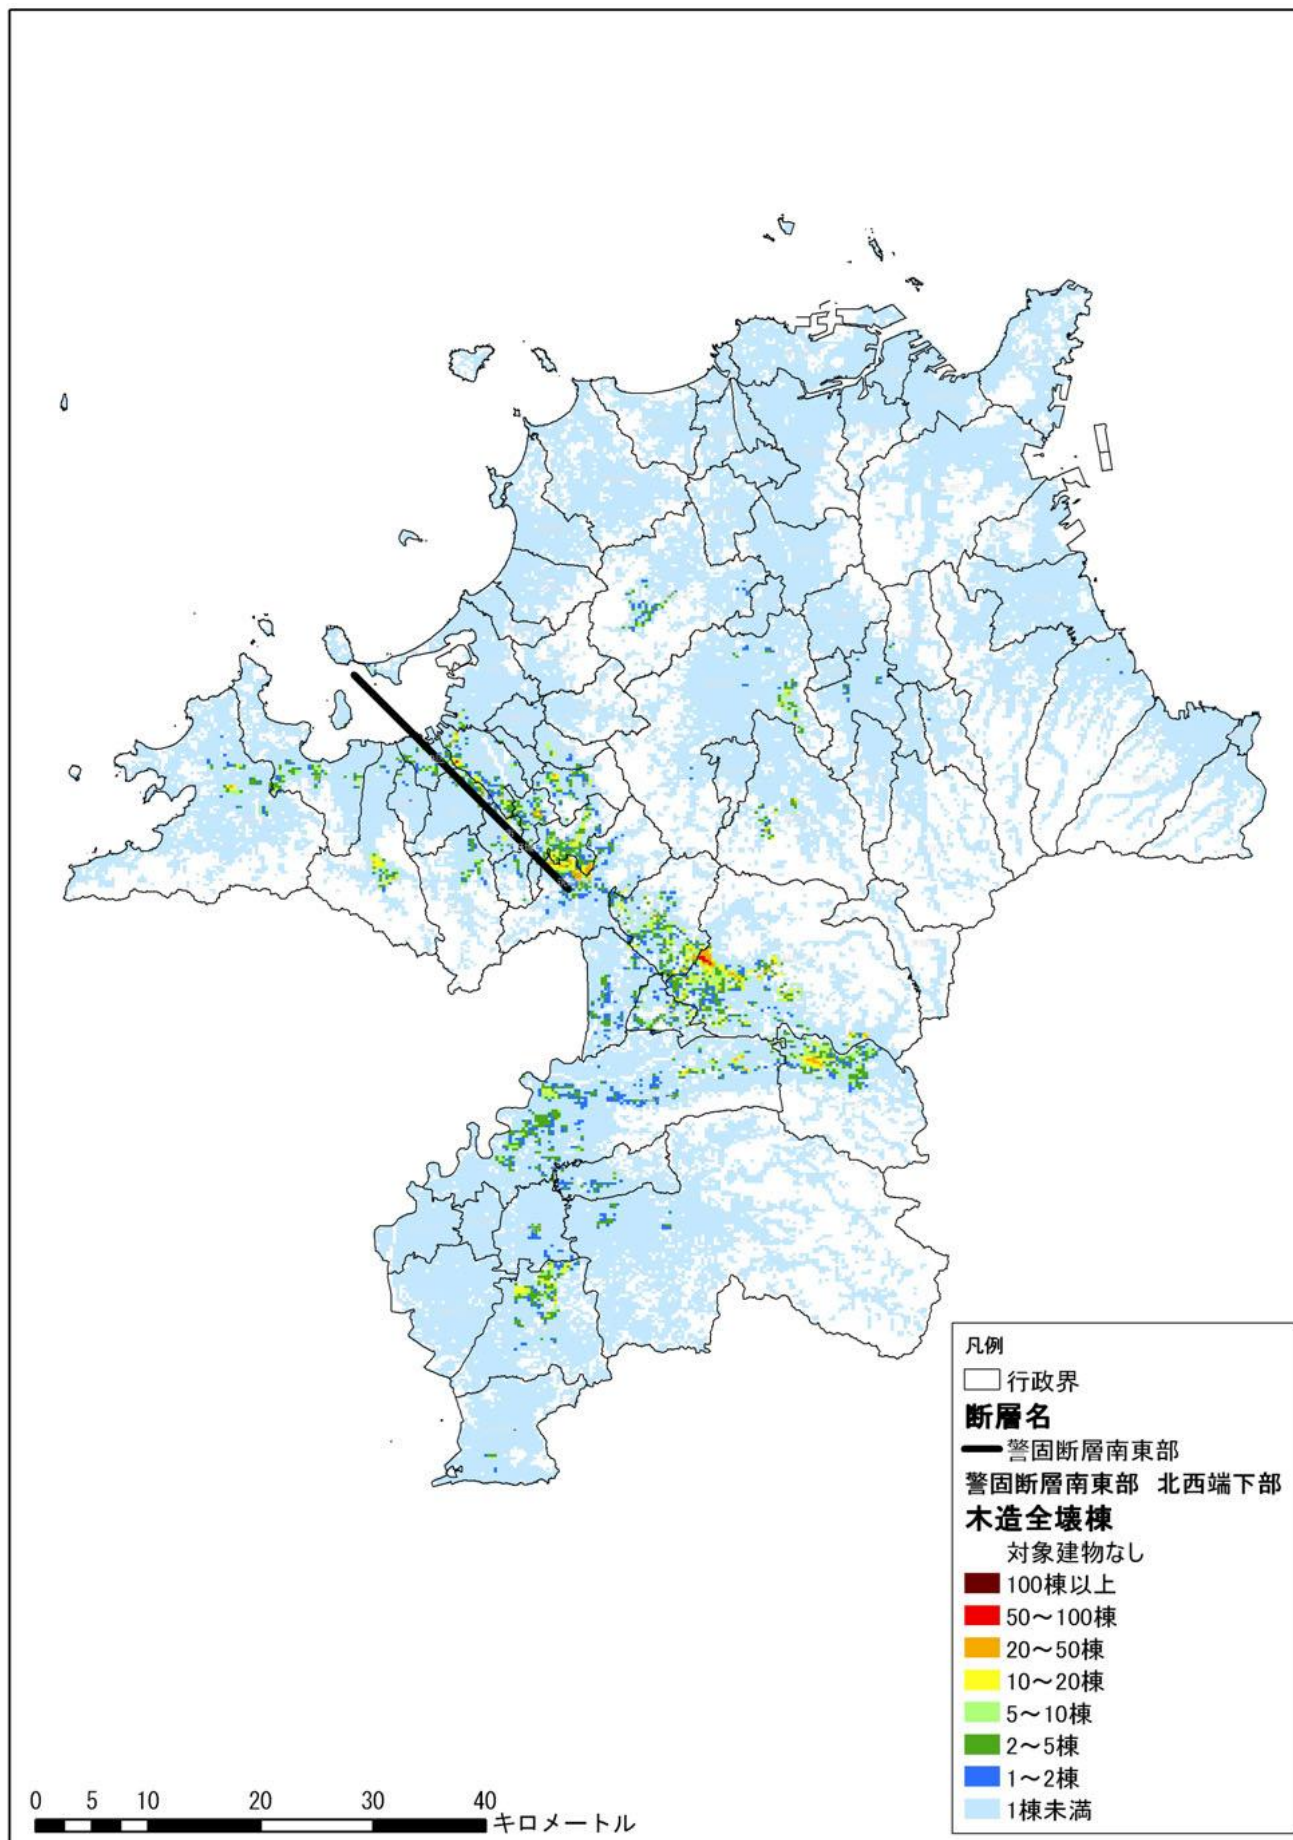 凡例
行政界
断層名
警固断層南東部
警固断層南東部 北西端下部
木造全壊棟
対象建物なし
100棟以上
50～100棟
20～50棟
10～20棟
5～10棟
2～5棟
1～2棟
1棟未満
0 5 10 20 30 40
キロメートル